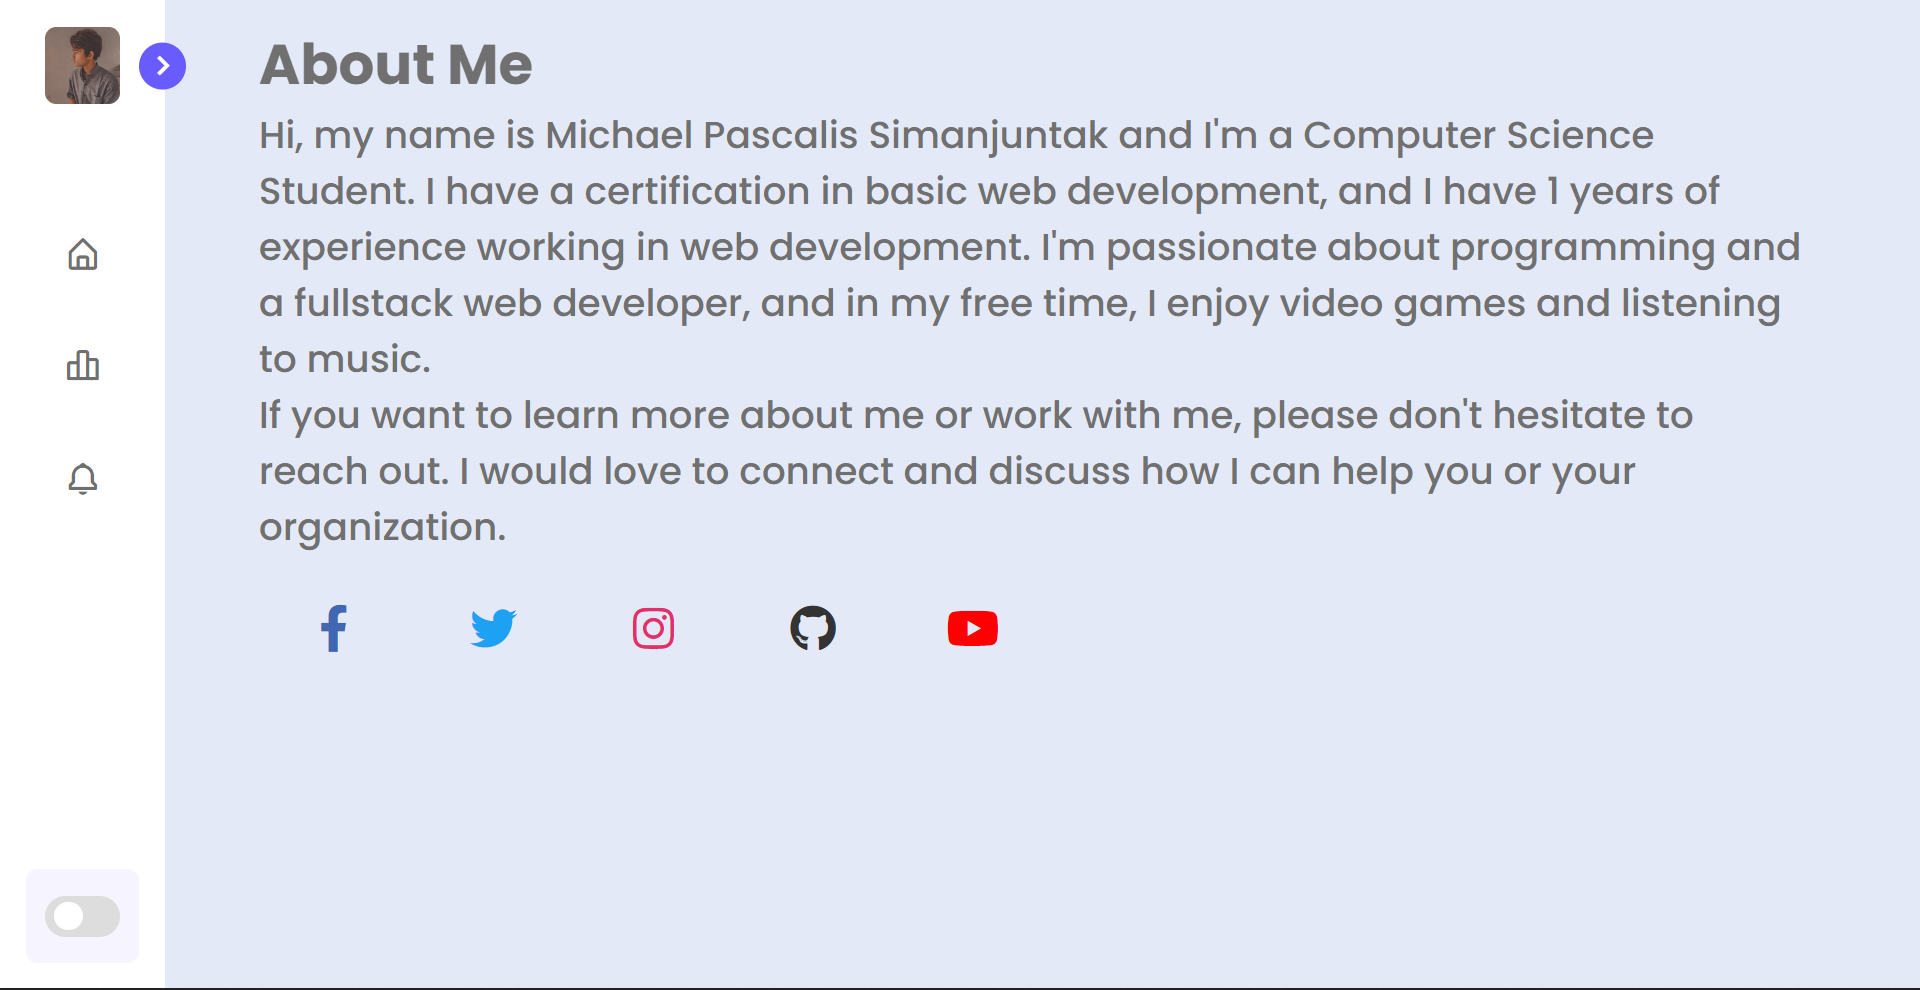 About Me
Hi, my name is Michael Pascalis Simanjuntak and I'm a Computer Science
Student. I have a certification in basic web development, and I have 1 years of
experience working in web development. I'm passionate about programming and
a fullstack web developer, and in my free time, I enjoy video games and listening
to music.
If you want to learn more about me or work with me, please don't hesitate to
reach out. I would love to connect and discuss how I can help you or your
organization.